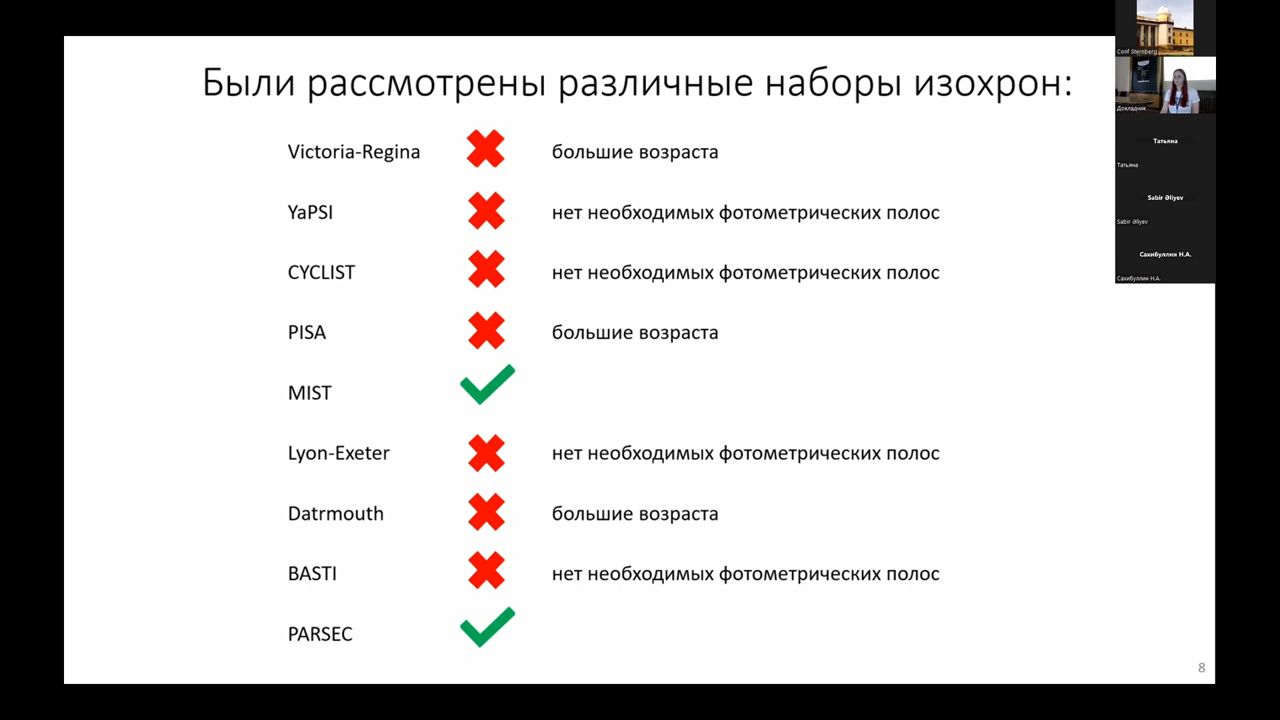 Были рассмотрены различные наборы изохрон:
Victoria-Regina большие возраста
YaPSI нет необходимых фотометрических полос
CYCLIST нет необходимых фотометрических полос
PISA большие возраста
MIST
Lyon-Exeter нет необходимых фотометрических полос
Datrmouth большие возраста
BASTI нет необходимых фотометрических полос
PARSEC
8
Conf Sternberg
Докладчик
Татьяна
Татьяна
Sabir Əliyev
Sabir Əliyev
Сахибуллин Н.А.
Сахибуллин Н.А.